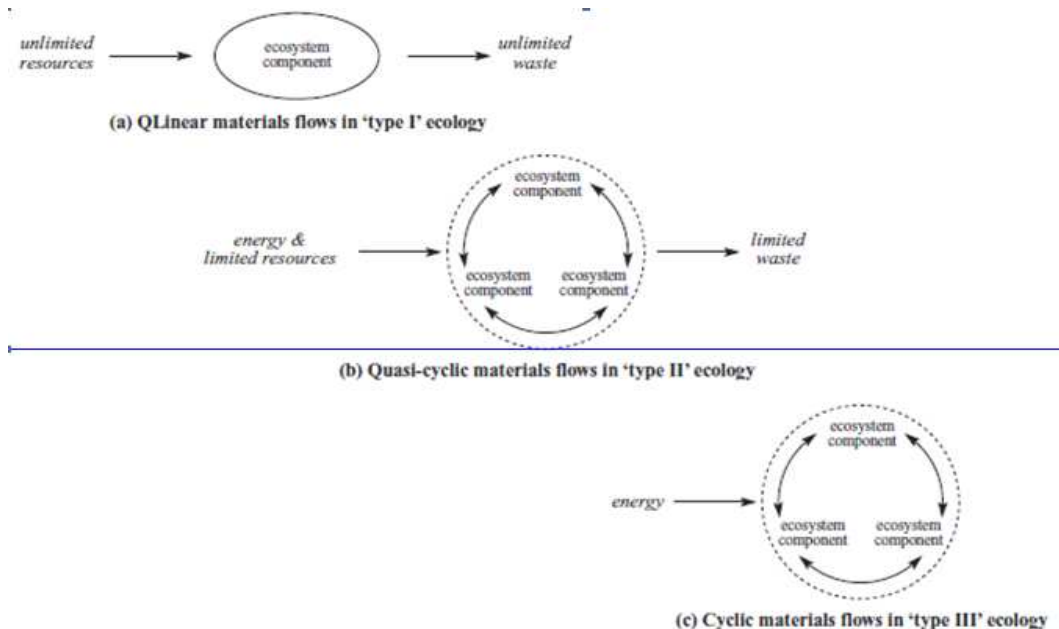 unlimited
resources
ecosystem
component
unlimited
waste
(a) QLinear materials flows in ‘type I’ ecology
ecosystem
component
energy &
limited resources
limited
waste
ecosystem
component
ecosystem
component
(b) Quasi-cyclic materials flows in ‘type II’ ecology
ecosystem
component
energy
ecosystem
component
ecosystem
component
(c) Cyclic materials flows in ‘type III’ ecology